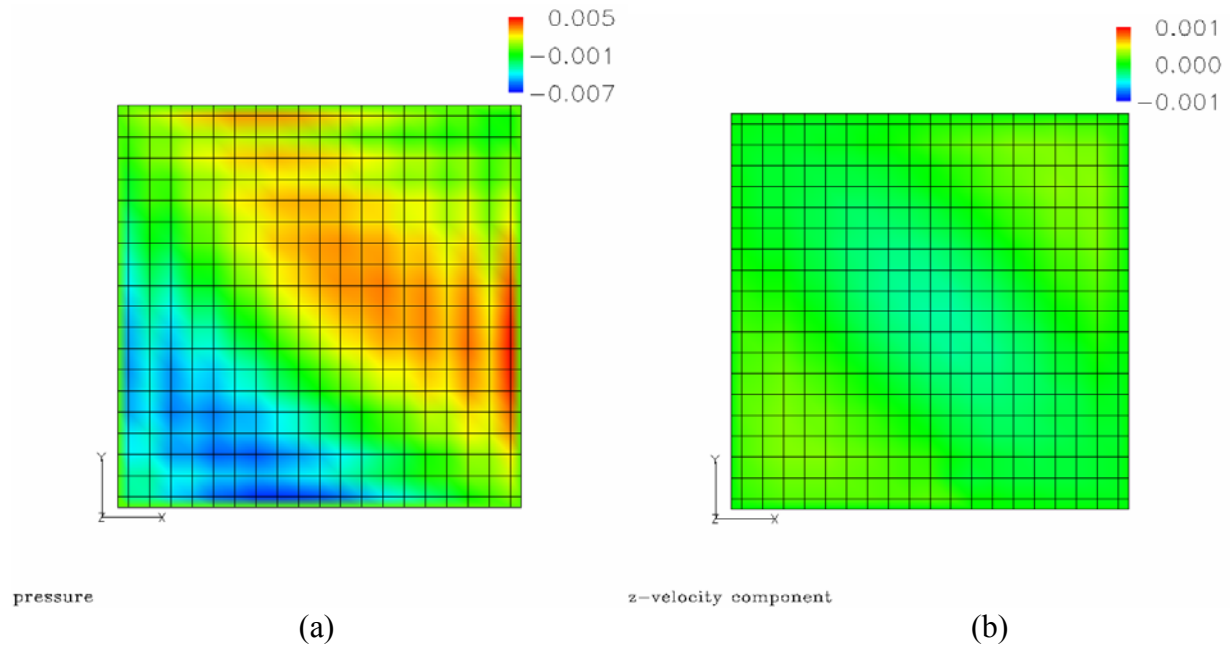 0.005
-0.001
-0.007
0.001
0.000
-0.001
Y
Z X
Y
Z X
pressure
z-velocity component
(a)
(b)